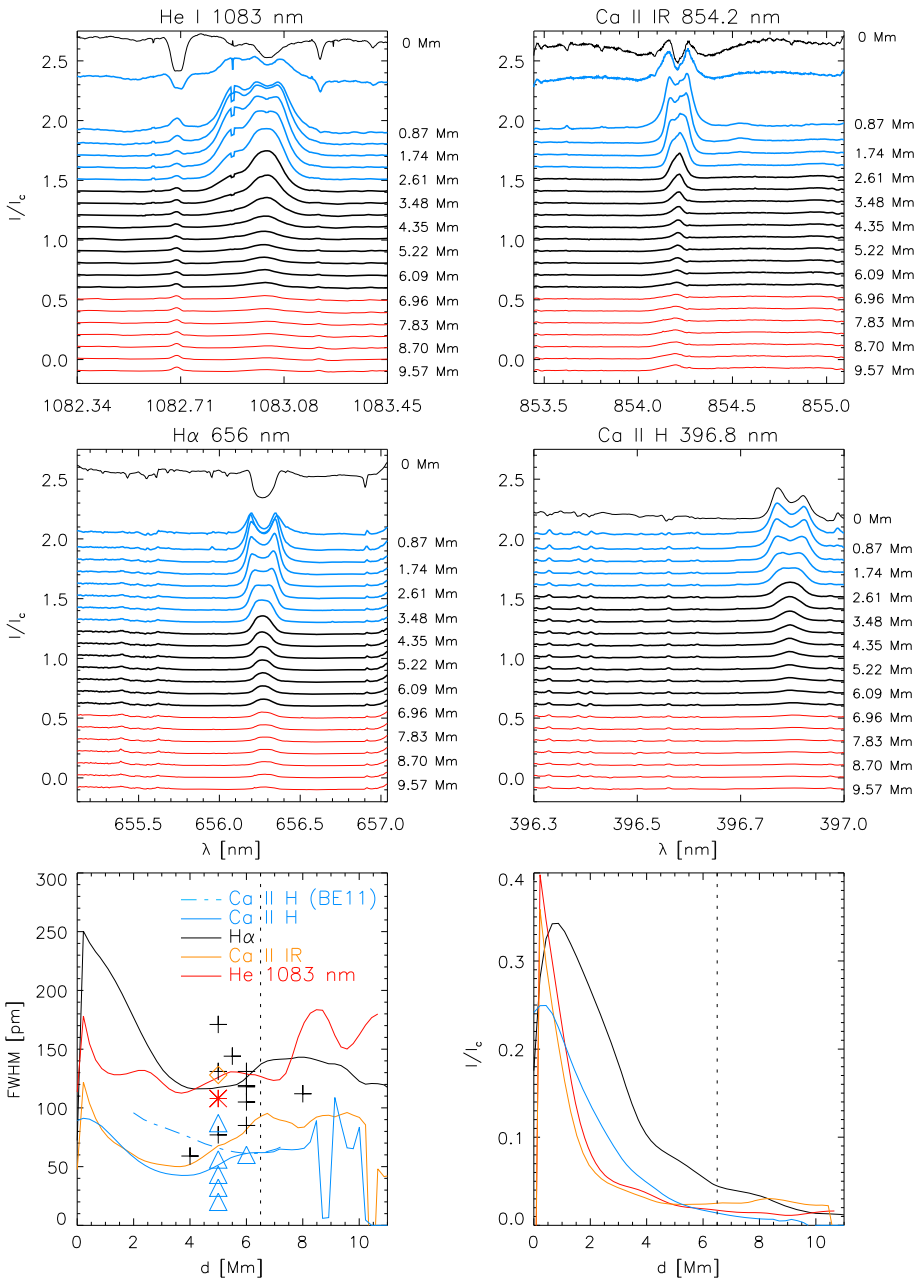 He I 1083 nm
Ca II IR 854.2 nm
2.5
2.0
1.5
1.0
0.5
0.0
I/Ic
0 Mm
0.87 Mm
1.74 Mm
2.61 Mm
3.48 Mm
4.35 Mm
5.22 Mm
6.09 Mm
6.96 Mm
7.83 Mm
8.70 Mm
9.57 Mm
1082.34 1082.71 1083.08 1083.45
2.5
2.0
1.5
1.0
0.5
0.0
0 Mm
0.87 Mm
1.74 Mm
2.61 Mm
3.48 Mm
4.35 Mm
5.22 Mm
6.09 Mm
6.96 Mm
7.83 Mm
8.70 Mm
9.57 Mm
853.5 854.0 854.5 855.0
Hα 656 nm
Ca II H 396.8 nm
2.5
2.0
1.5
1.0
0.5
0.0
I/Ic
0 Mm
0.87 Mm
1.74 Mm
2.61 Mm
3.48 Mm
4.35 Mm
5.22 Mm
6.09 Mm
6.96 Mm
7.83 Mm
8.70 Mm
9.57 Mm
655.5 656.0 656.5 657.0
λ [nm]
2.5
2.0
1.5
1.0
0.5
0.0
0 Mm
0.87 Mm
1.74 Mm
2.61 Mm
3.48 Mm
4.35 Mm
5.22 Mm
6.09 Mm
6.96 Mm
7.83 Mm
8.70 Mm
9.57 Mm
396.3 396.5 396.7 397.0
λ [nm]
300
250
200
150
100
50
0
FWHM [pm]
Ca II H (BE11)
Ca II H
Hα
Ca II IR
He 1083 nm
0 2 4 6 8 10
d [Mm]
0.4
0.3
0.2
0.1
0.0
I/Ic
0 2 4 6 8 10
d [Mm]